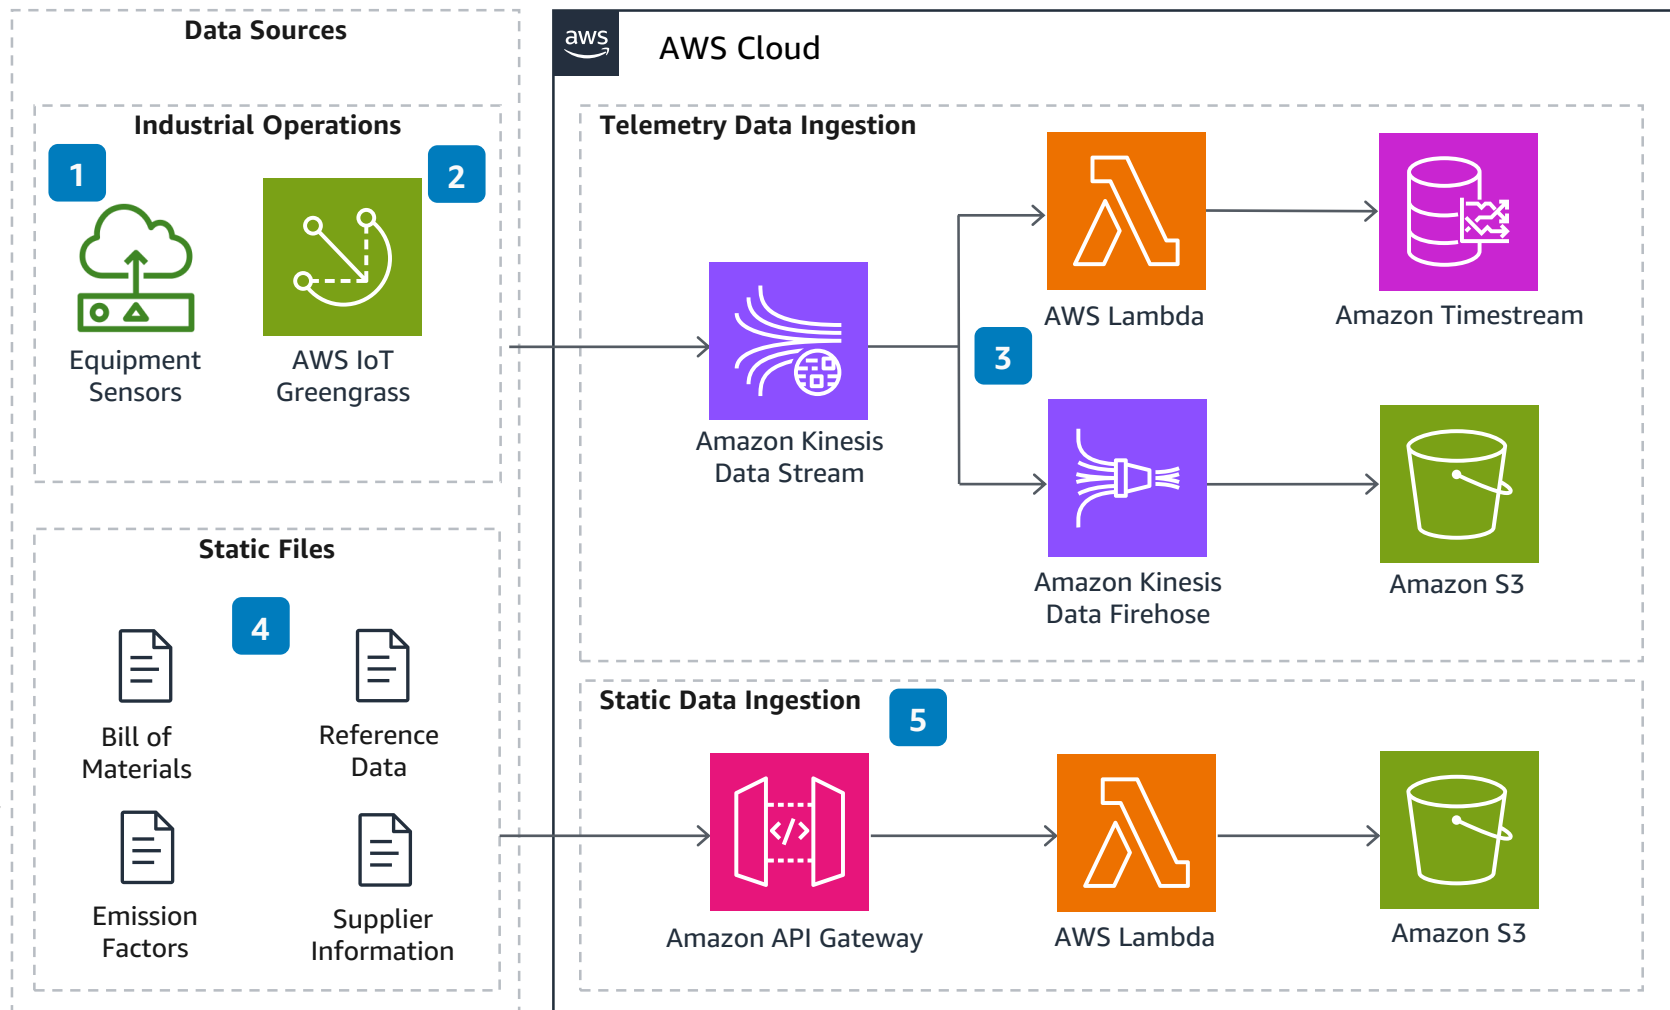 Data Sources
Industrial Operations
1
2
Equipment
Sensors
AWS IoT
Greengrass
Static Files
4
Bill of
Materials
Reference
Data
Emission
Factors
Supplier
Information
aws
AWS Cloud
Telemetry Data Ingestion
Amazon Kinesis
Data Stream
3
AWS Lambda
Amazon Timestream
Amazon Kinesis
Data Firehose
Amazon S3
Static Data Ingestion
5
</>
Amazon API Gateway
AWS Lambda
Amazon S3